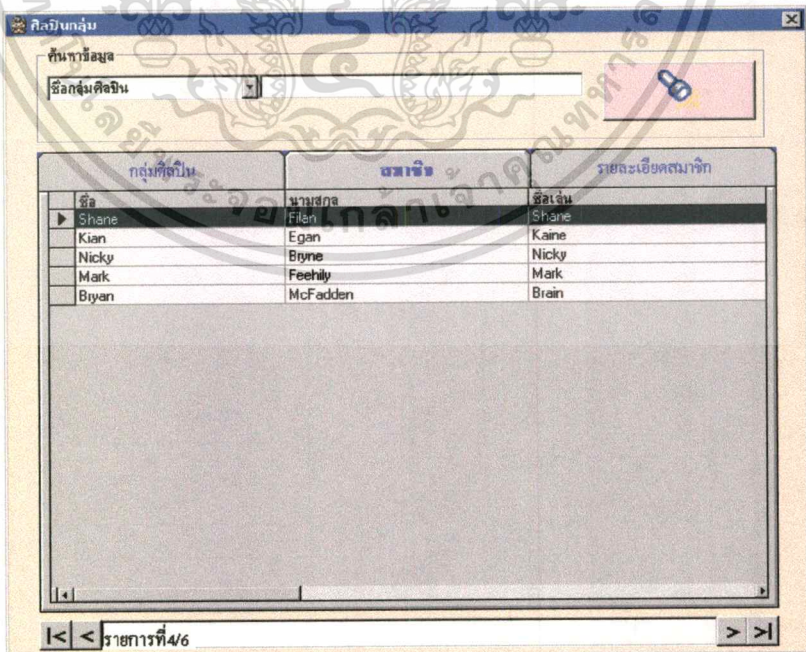 ศิลปินกลุ่ม
ค้นหาข้อมูล
ชื่อกลุ่มศิลปิน
กลุ่มศิลปิน สมาชิก รายละเอียดสมาชิก
ชื่อ นามสกุล ชื่อเล่น
Shane Filan Shane
Kian Egan Kaine
Nicky Bryne Nicky
Mark Feehily Mark
Bryan McFadden Brain
|< < รายการที่4/6 > >|